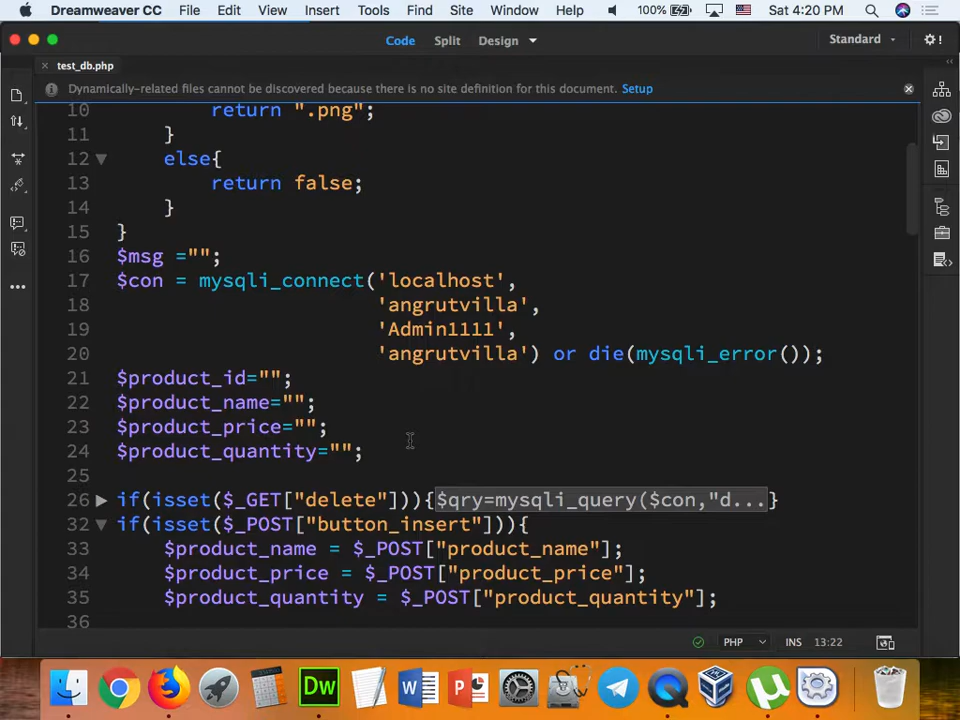 Dreamweaver CC File Edit View Insert Tools Find Site Window Help 100% Sat 4:20 PM
Code Split Design Standard
test_db.php
Dynamically-related files cannot be discovered because there is no site definition for this document. Setup
10 return ".png";
11 }
12 else{
13 return false;
14 }
15 }
16 $msg ="";
17 $con = mysqli_connect('localhost',
18 'angrutvilla',
19 'Admin1111',
20 'angrutvilla') or die(mysqli_error());
21 $product_id="";
22 $product_name="";
23 $product_price="";
24 $product_quantity="";
25
26 if(isset($_GET["delete"])){$qry=mysqli_query($con,"d...}
32 if(isset($_POST["button_insert"])){
33 $product_name = $_POST["product_name"];
34 $product_price = $_POST["product_price"];
35 $product_quantity = $_POST["product_quantity"];
36
PHP INS 13:22
Dw W P